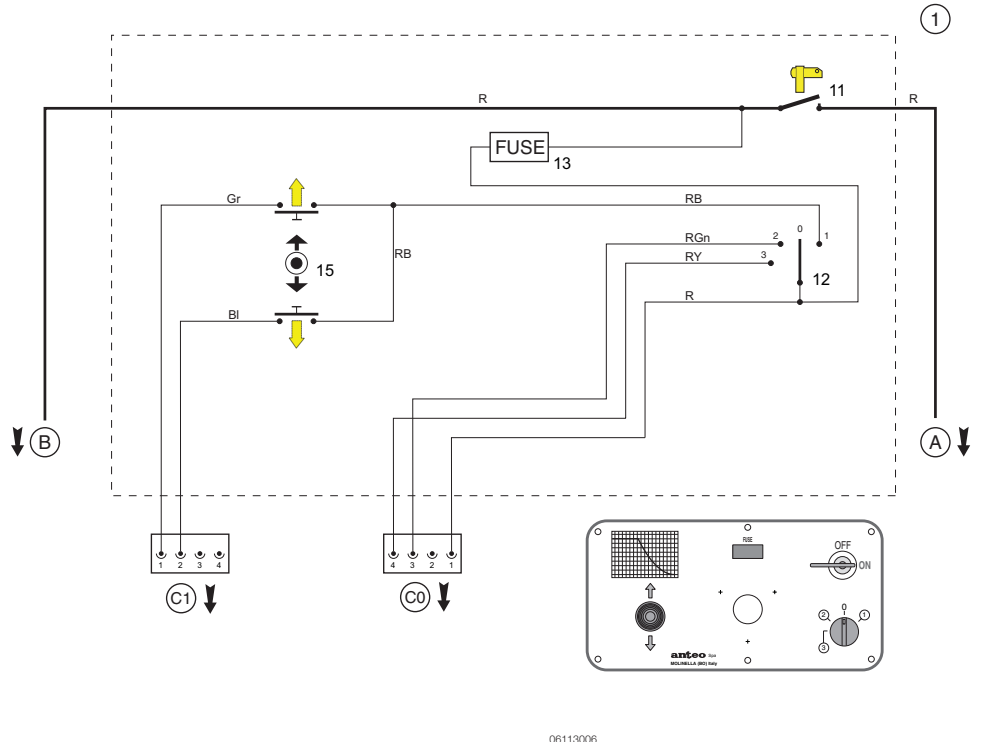 1
R
11
R
FUSE
13
Gr
RB
0
2
1
RGn
RB
3
RY
15
12
R
Bl
B
A
1 2 3 4
4 3 2 1
C1
C0
FUSE
OFF
ON
0
2
1
3
anteo Spa
MOLINELLA (BO) Italy
06113006